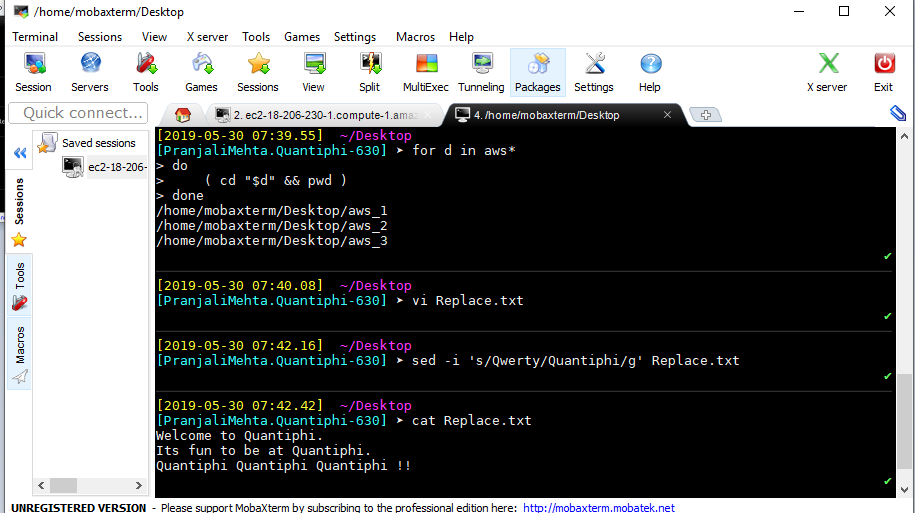 /home/mobaxterm/Desktop
Terminal Sessions View X server Tools Games Settings Macros Help
Session Servers Tools Games Sessions View Split MultiExec Tunneling Packages Settings Help X server Exit
Quick connect...
2. ec2-18-206-230-1.compute-1.ama
4. /home/mobaxterm/Desktop
Saved sessions
ec2-18-206-
Sessions
Tools
Macros
[2019-05-30 07:39.55] ~/Desktop
[PranjaliMehta.Quantiphi-630] ➤ for d in aws*
> do
> ( cd "$d" && pwd )
> done
/home/mobaxterm/Desktop/aws_1
/home/mobaxterm/Desktop/aws_2
/home/mobaxterm/Desktop/aws_3
[2019-05-30 07:40.08] ~/Desktop
[PranjaliMehta.Quantiphi-630] ➤ vi Replace.txt
[2019-05-30 07:42.16] ~/Desktop
[PranjaliMehta.Quantiphi-630] ➤ sed -i 's/Qwerty/Quantiphi/g' Replace.txt
[2019-05-30 07:42.42] ~/Desktop
[PranjaliMehta.Quantiphi-630] ➤ cat Replace.txt
Welcome to Quantiphi.
Its fun to be at Quantiphi.
Quantiphi Quantiphi Quantiphi !!
UNREGISTERED VERSION - Please support MobaXterm by subscribing to the professional edition here: http://mobaxterm.mobatek.net